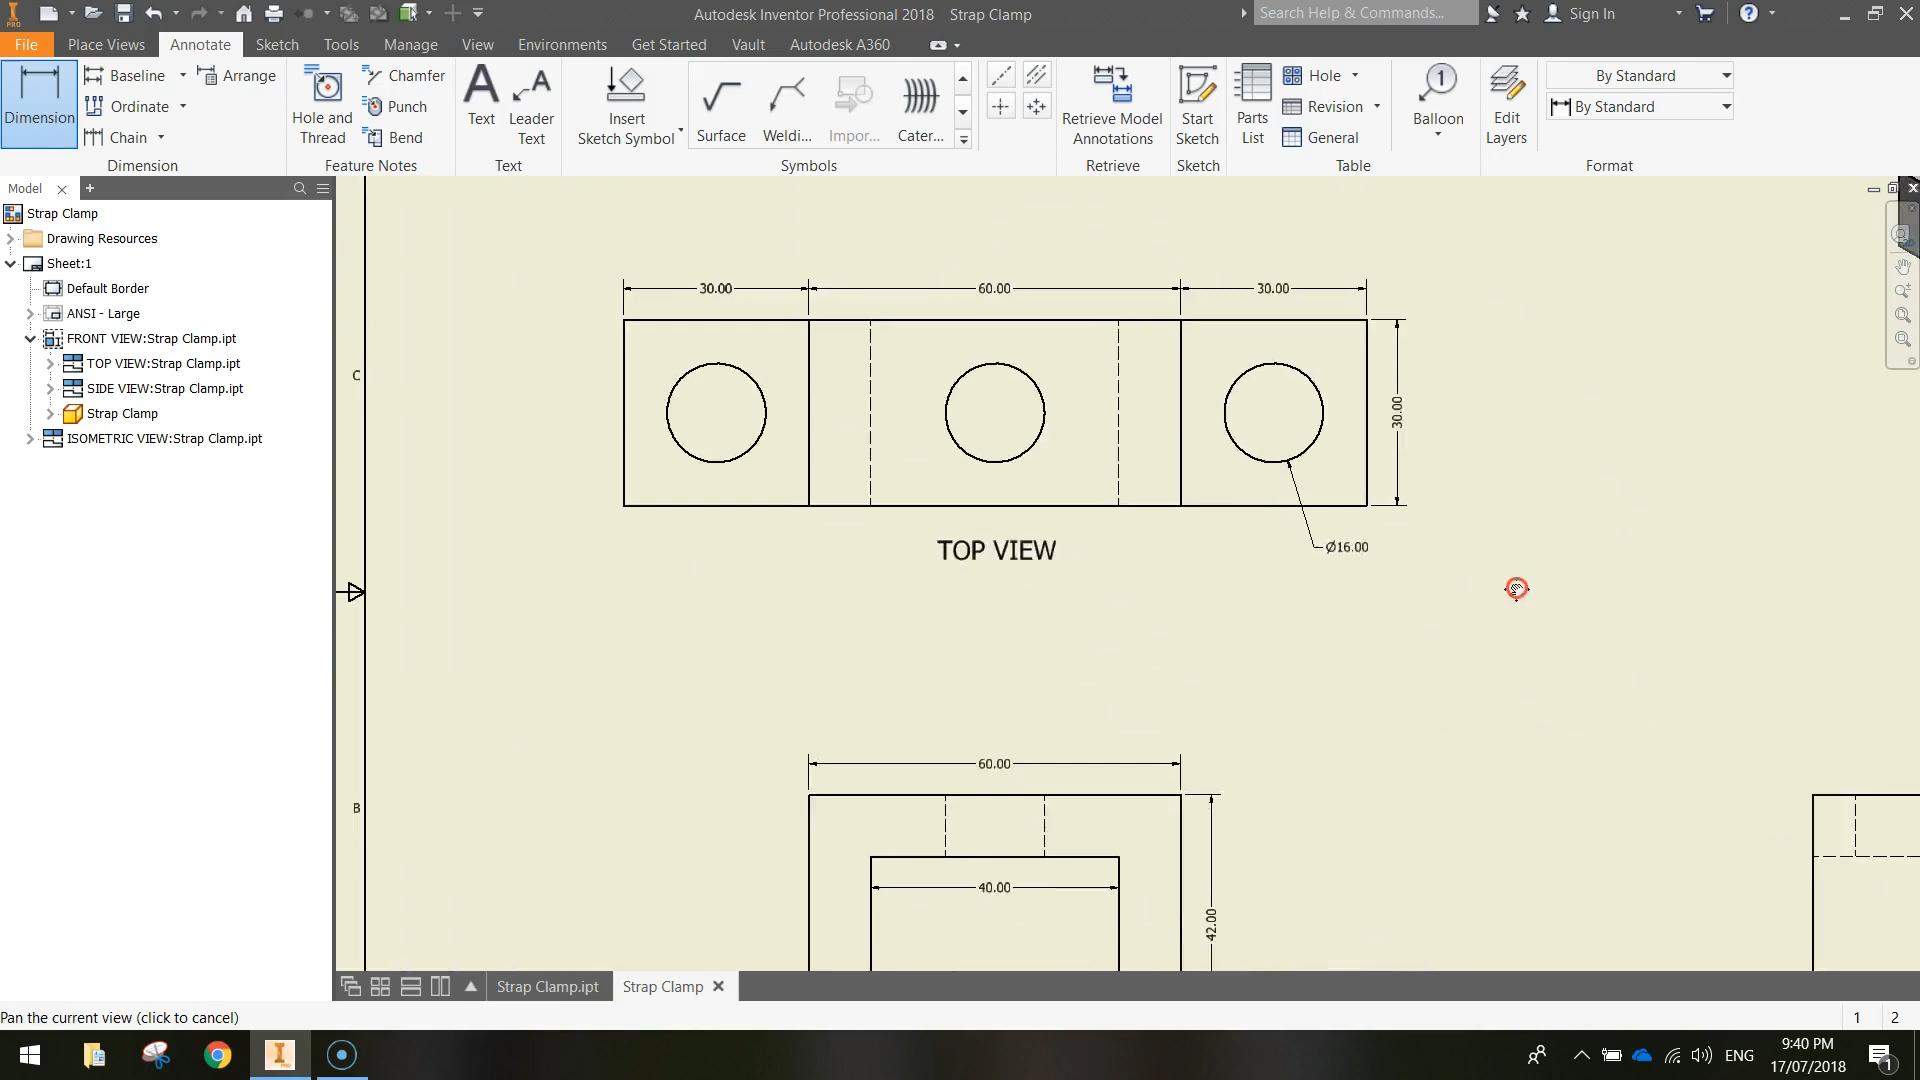 PRO
Autodesk Inventor Professional 2018 Strap Clamp
Search Help & Commands...
Sign In
File Place Views Annotate Sketch Tools Manage View Environments Get Started Vault Autodesk A360
Dimension
Baseline
Arrange
Ordinate
Chain
Dimension
Hole and
Thread
Chamfer
Punch
Bend
Feature Notes
Text
Leader
Text
Text
Insert
Sketch Symbol
Surface
Weldi...
Impor...
Cater...
Symbols
Retrieve Model
Annotations
Retrieve
Start
Sketch
Sketch
Parts
List
Hole
Revision
General
Table
1
Balloon
Edit
Layers
By Standard
By Standard
Format
Model
Strap Clamp
Drawing Resources
Sheet:1
Default Border
ANSI - Large
FRONT VIEW:Strap Clamp.ipt
TOP VIEW:Strap Clamp.ipt
SIDE VIEW:Strap Clamp.ipt
Strap Clamp
ISOMETRIC VIEW:Strap Clamp.ipt
30.00 60.00 30.00
C
30.00
TOP VIEW
Ø16.00
60.00
B
40.00
42.00
Strap Clamp.ipt
Strap Clamp
Pan the current view (click to cancel)
1 2
ENG
9:40 PM
17/07/2018
1